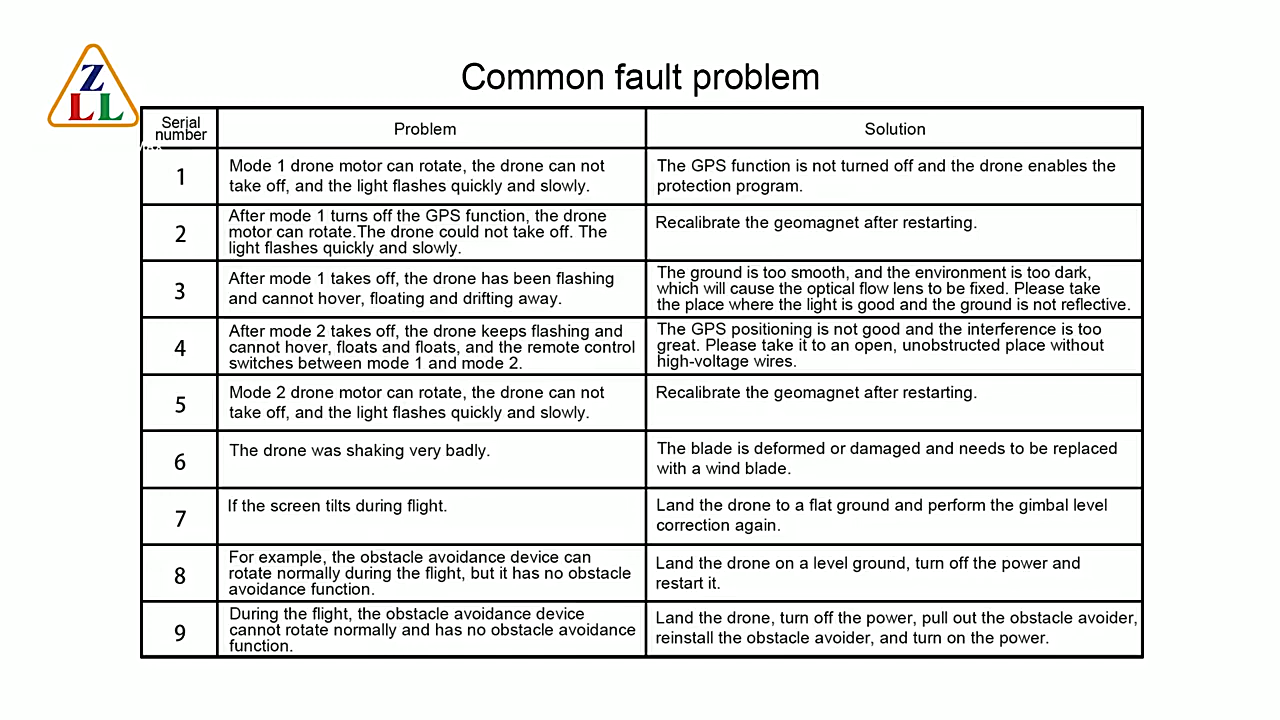 Z
LL
Common fault problem
Serial
number
Problem
Solution
1
Mode 1 drone motor can rotate, the drone can not
take off, and the light flashes quickly and slowly.
The GPS function is not turned off and the drone enables the
protection program.
2
After mode 1 turns off the GPS function, the drone
motor can rotate.The drone could not take off. The
light flashes quickly and slowly.
Recalibrate the geomagnet after restarting.
3
After mode 1 takes off, the drone has been flashing
and cannot hover, floating and drifting away.
The ground is too smooth, and the environment is too dark,
which will cause the optical flow lens to be fixed. Please take
the place where the light is good and the ground is not reflective.
4
After mode 2 takes off, the drone keeps flashing and
cannot hover, floats and floats, and the remote control
switches between mode 1 and mode 2.
The GPS positioning is not good and the interference is too
great. Please take it to an open, unobstructed place without
high-voltage wires.
5
Mode 2 drone motor can rotate, the drone can not
take off, and the light flashes quickly and slowly.
Recalibrate the geomagnet after restarting.
6
The drone was shaking very badly.
The blade is deformed or damaged and needs to be replaced
with a wind blade.
7
If the screen tilts during flight.
Land the drone to a flat ground and perform the gimbal level
correction again.
8
For example, the obstacle avoidance device can
rotate normally during the flight, but it has no obstacle
avoidance function.
Land the drone on a level ground, turn off the power and
restart it.
9
During the flight, the obstacle avoidance device
cannot rotate normally and has no obstacle avoidance
function.
Land the drone, turn off the power, pull out the obstacle avoider,
reinstall the obstacle avoider, and turn on the power.